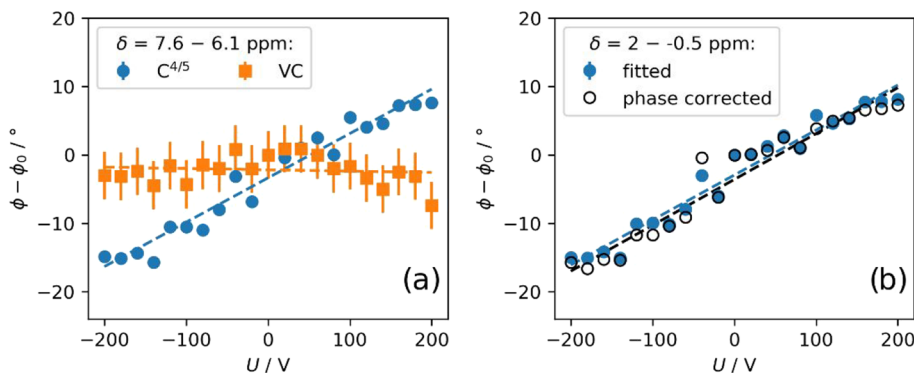 δ = 7.6 – 6.1 ppm:
C4/5 VC
20
10
0
−10
−20
ϕ − ϕ0 / °
−200 −100 0 100 200
U / V
(a)
δ = 2 – -0.5 ppm:
fitted
phase corrected
20
10
0
−10
−20
ϕ − ϕ0 / °
−200 −100 0 100 200
U / V
(b)